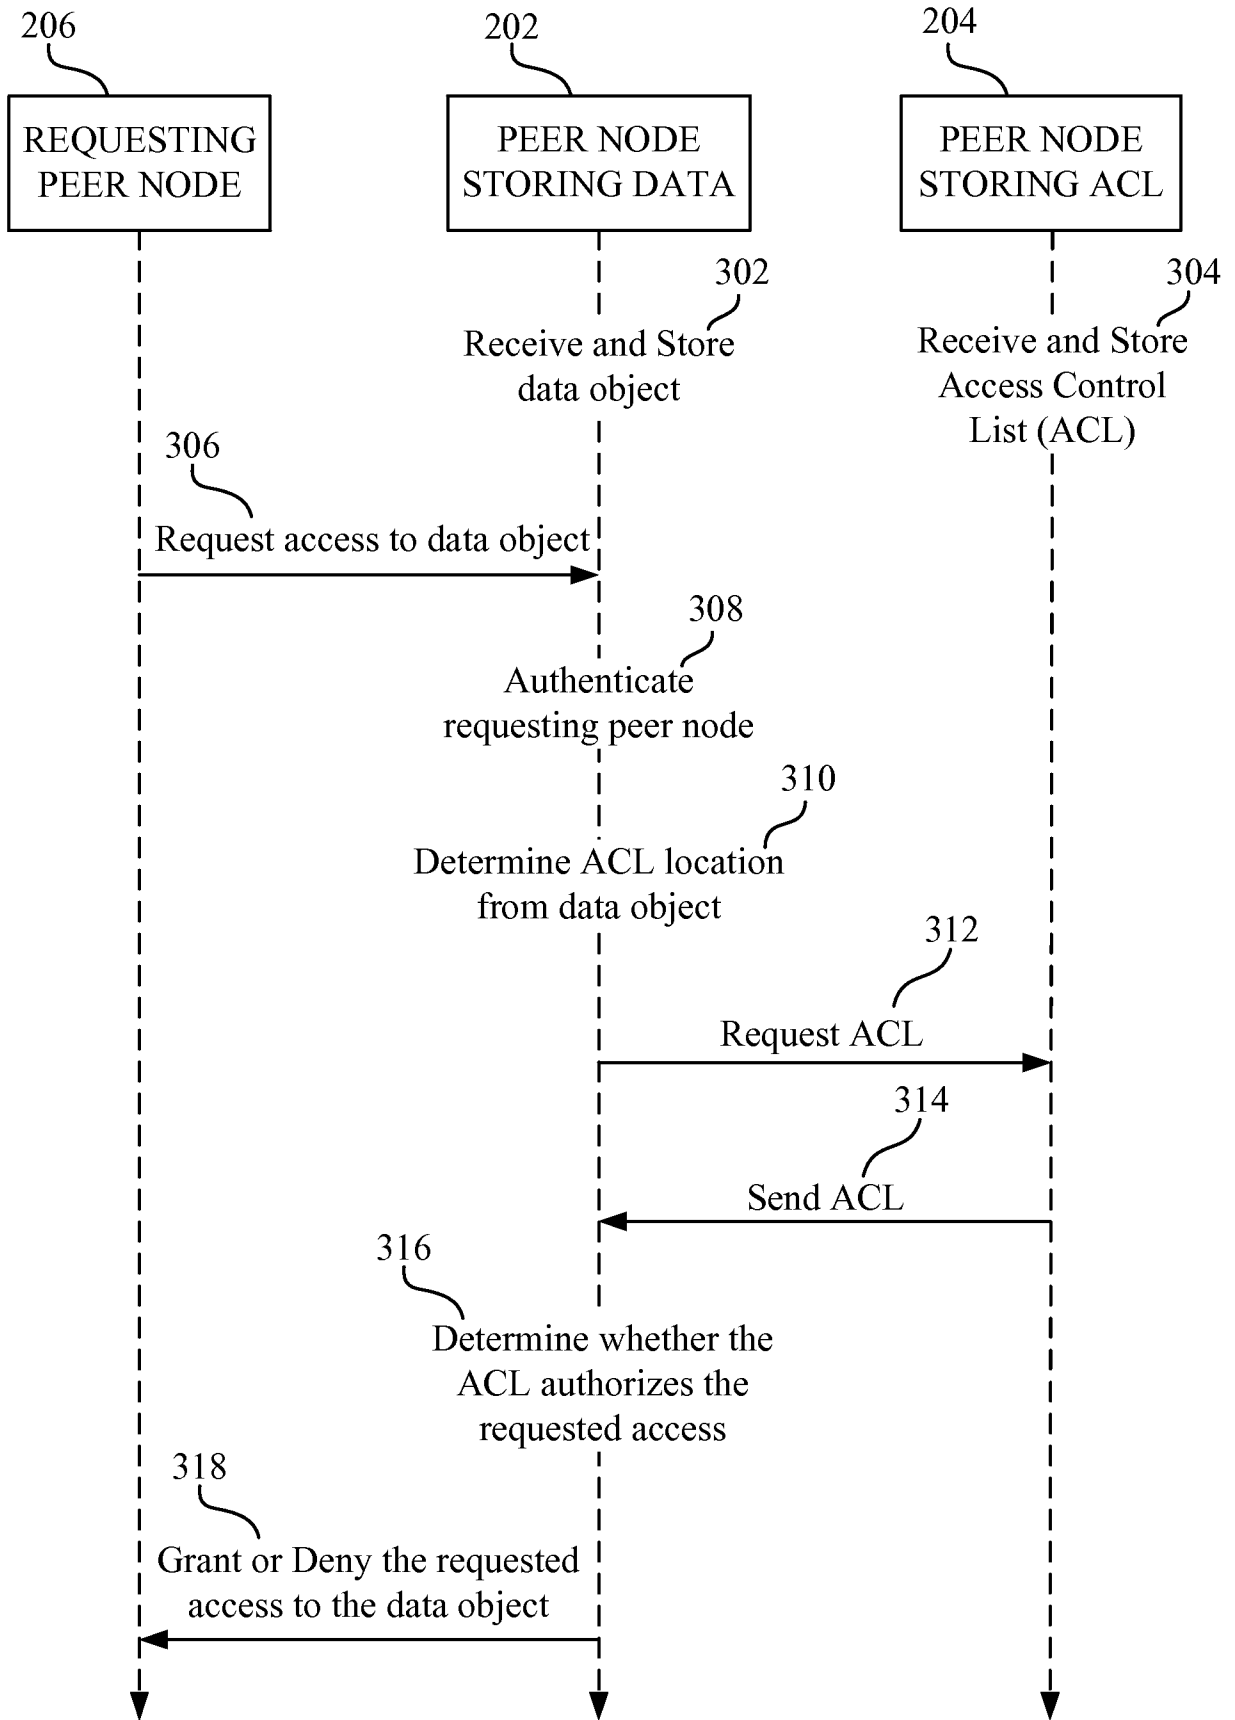 206
202
204
REQUESTING
PEER NODE
PEER NODE
STORING DATA
PEER NODE
STORING ACL
302
304
Receive and Store
data object
Receive and Store
Access Control
List (ACL)
306
Request access to data object
308
Authenticate
requesting peer node
310
Determine ACL location
from data object
312
Request ACL
314
Send ACL
316
Determine whether the
ACL authorizes the
requested access
318
Grant or Deny the requested
access to the data object